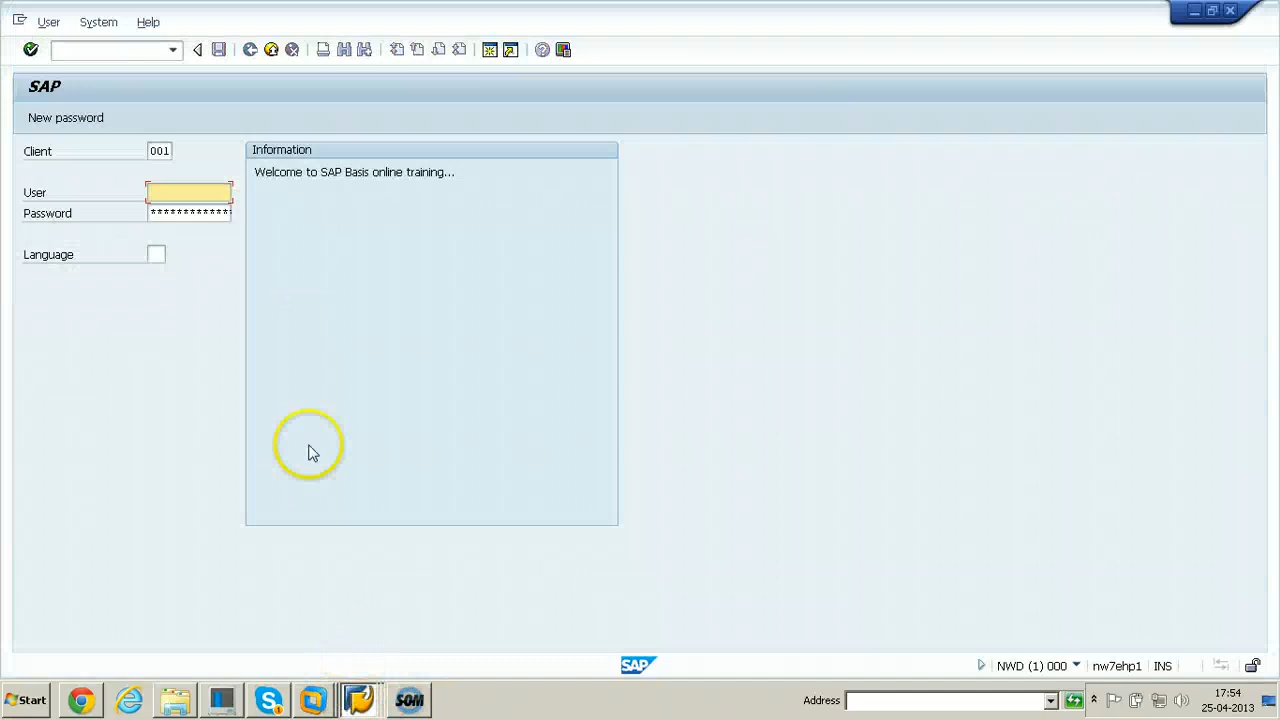 User System Help
SAP
New password
Client 001
User
Password ************
Language
Information
Welcome to SAP Basis online training...
SAP
NWD (1) 000 nw7ehp1 INS
Start
SOM
Address
17:54
25-04-2013